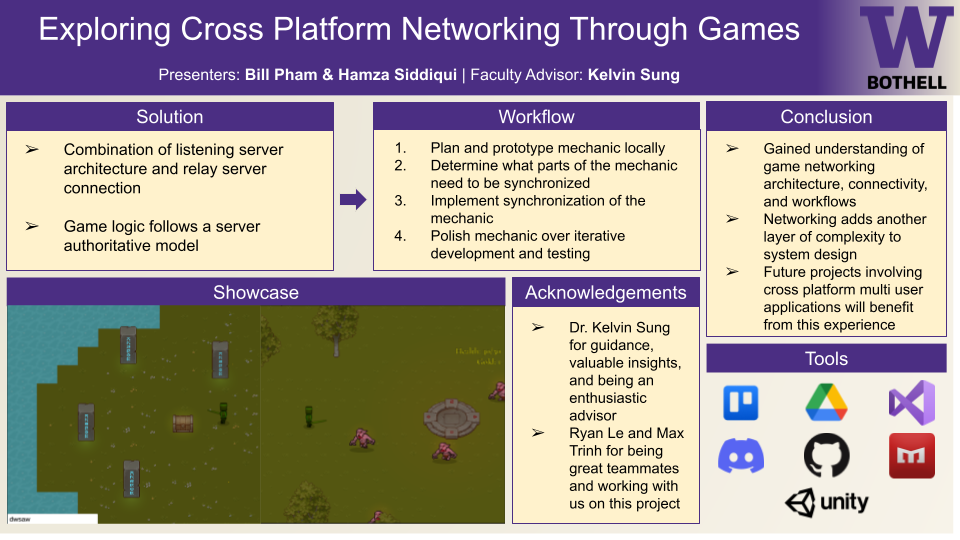 Exploring Cross Platform Networking Through Games
Presenters: Bill Pham & Hamza Siddiqui | Faculty Advisor: Kelvin Sung
W
BOTHELL
Solution
➢ Combination of listening server
architecture and relay server
connection
➢ Game logic follows a server
authoritative model
Workflow
1. Plan and prototype mechanic locally
2. Determine what parts of the mechanic
need to be synchronized
3. Implement synchronization of the
mechanic
4. Polish mechanic over iterative
development and testing
Conclusion
➢ Gained understanding of
game networking
architecture, connectivity,
and workflows
➢ Networking adds another
layer of complexity to
system design
➢ Future projects involving
cross platform multi user
applications will benefit
from this experience
Showcase
Acknowledgements
➢ Dr. Kelvin Sung
for guidance,
valuable insights,
and being an
enthusiastic
advisor
➢ Ryan Le and Max
Trinh for being
great teammates
and working with
us on this project
Tools
unity